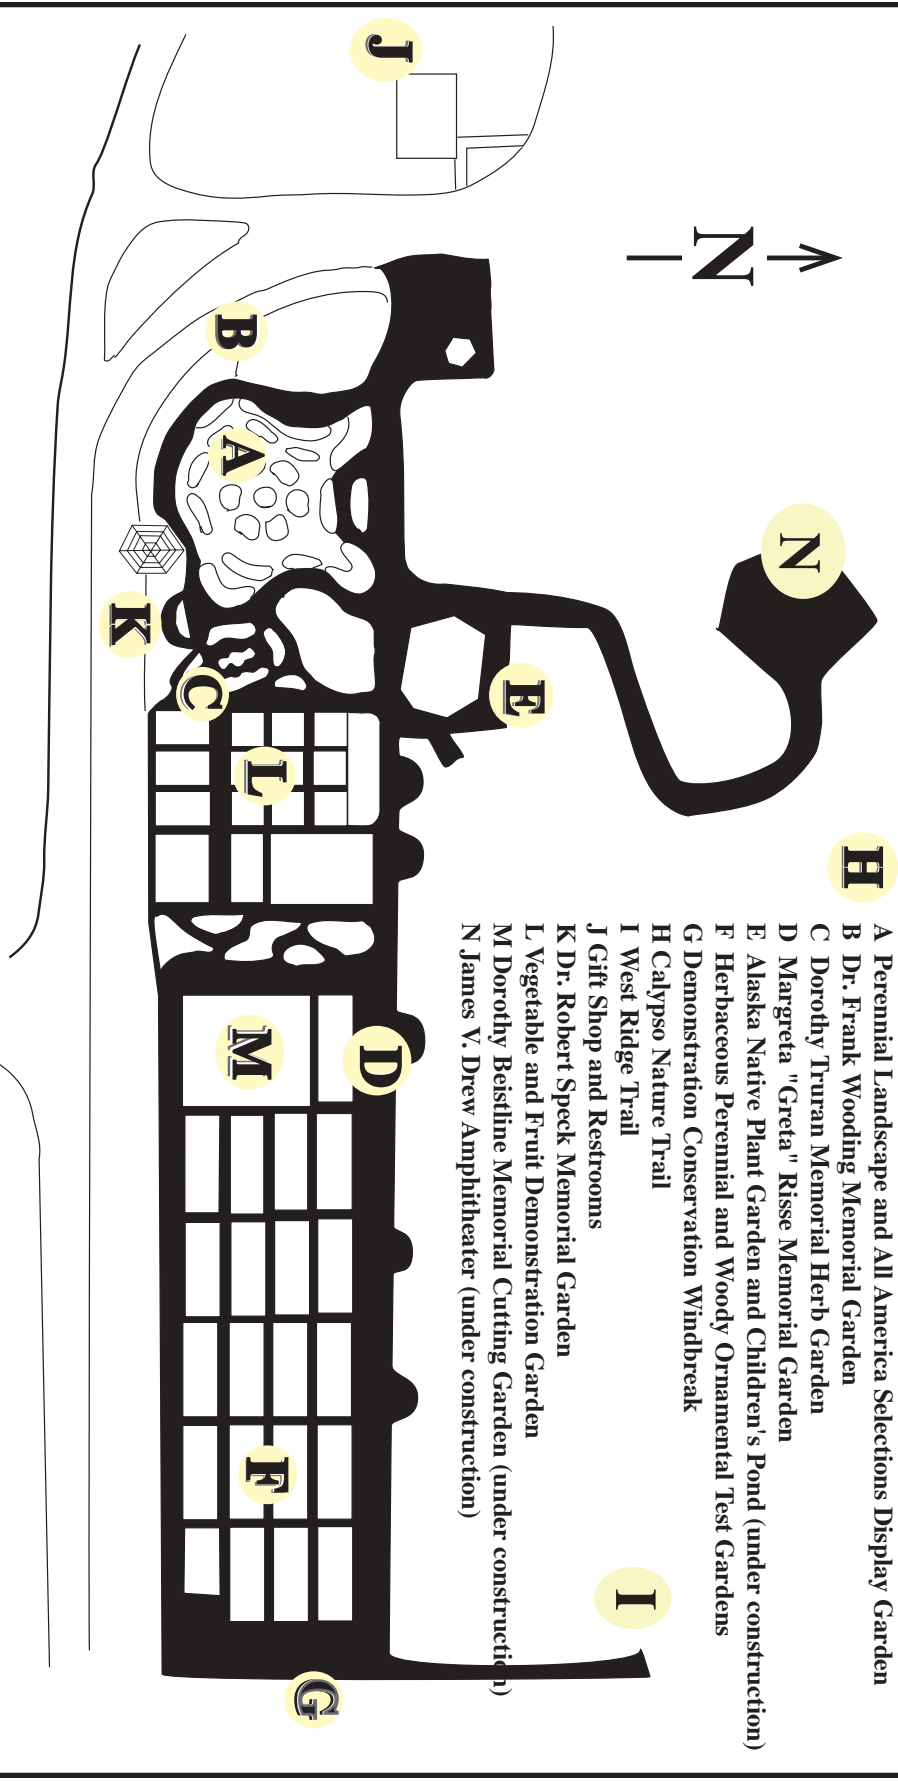 N
J
B
A
K
C
L
E
N
H
M
D
F
I
G
A Perennial Landscape and All America Selections Display Garden
B Dr. Frank Wooding Memorial Garden
C Dorothy Truran Memorial Herb Garden
D Margreta "Greta" Risse Memorial Garden
E Alaska Native Plant Garden and Children's Pond (under construction)
F Herbaceous Perennial and Woody Ornamental Test Gardens
G Demonstration Conservation Windbreak
H Calypso Nature Trail
I West Ridge Trail
J Gift Shop and Restrooms
K Dr. Robert Speck Memorial Garden
L Vegetable and Fruit Demonstration Garden
M Dorothy Beistline Memorial Cutting Garden (under construction)
N James V. Drew Amphitheater (under construction)